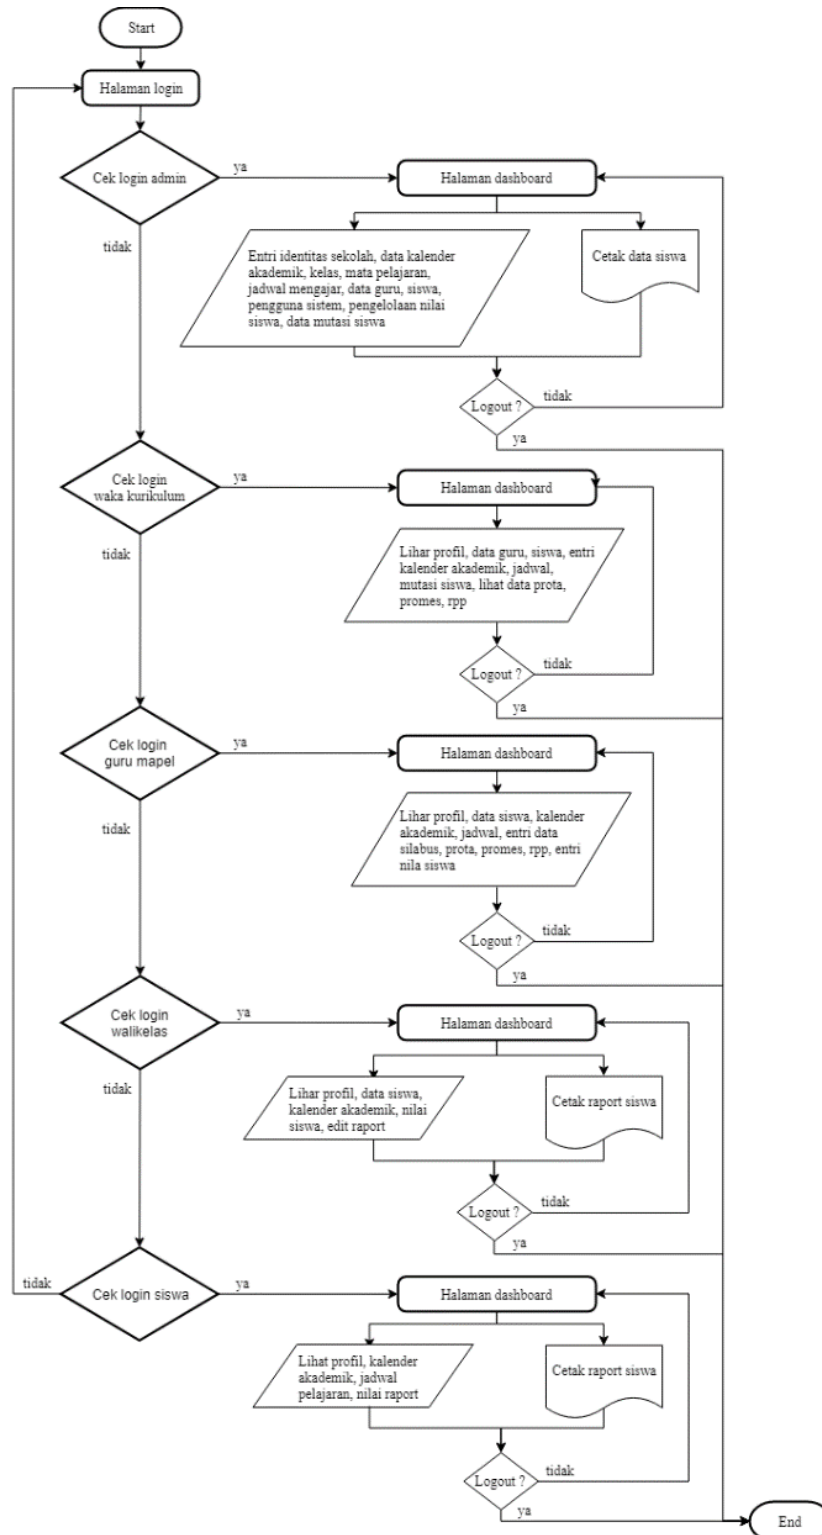 Start
Halaman login
Cek login admin
ya
Halaman dashboard
tidak
Entri identitas sekolah, data kalender
akademik, kelas, mata pelajaran,
jadwal mengajar, data guru, siswa,
pengguna sistem, pengelolaan nilai
siswa, data mutasi siswa
Cetak data siswa
Logout ?
tidak
ya
Cek login
waka kurikulum
ya
Halaman dashboard
tidak
Lihar profil, data guru, siswa, entri
kalender akademik, jadwal,
mutasi siswa, lihat data prota,
promes, rpp
Logout ?
tidak
ya
Cek login
guru mapel
ya
Halaman dashboard
tidak
Lihar profil, data siswa, kalender
akademik, jadwal, entri data
silabus, prota, promes, rpp, entri
nila siswa
Logout ?
tidak
ya
Cek login
walikelas
ya
Halaman dashboard
tidak
Lihar profil, data siswa,
kalender akademik, nilai
siswa, edit raport
Cetak raport siswa
Logout ?
tidak
ya
tidak
Cek login siswa
ya
Halaman dashboard
Lihat profil, kalender
akademik, jadwal
pelajaran, nilai raport
Cetak raport siswa
Logout ?
tidak
ya
End